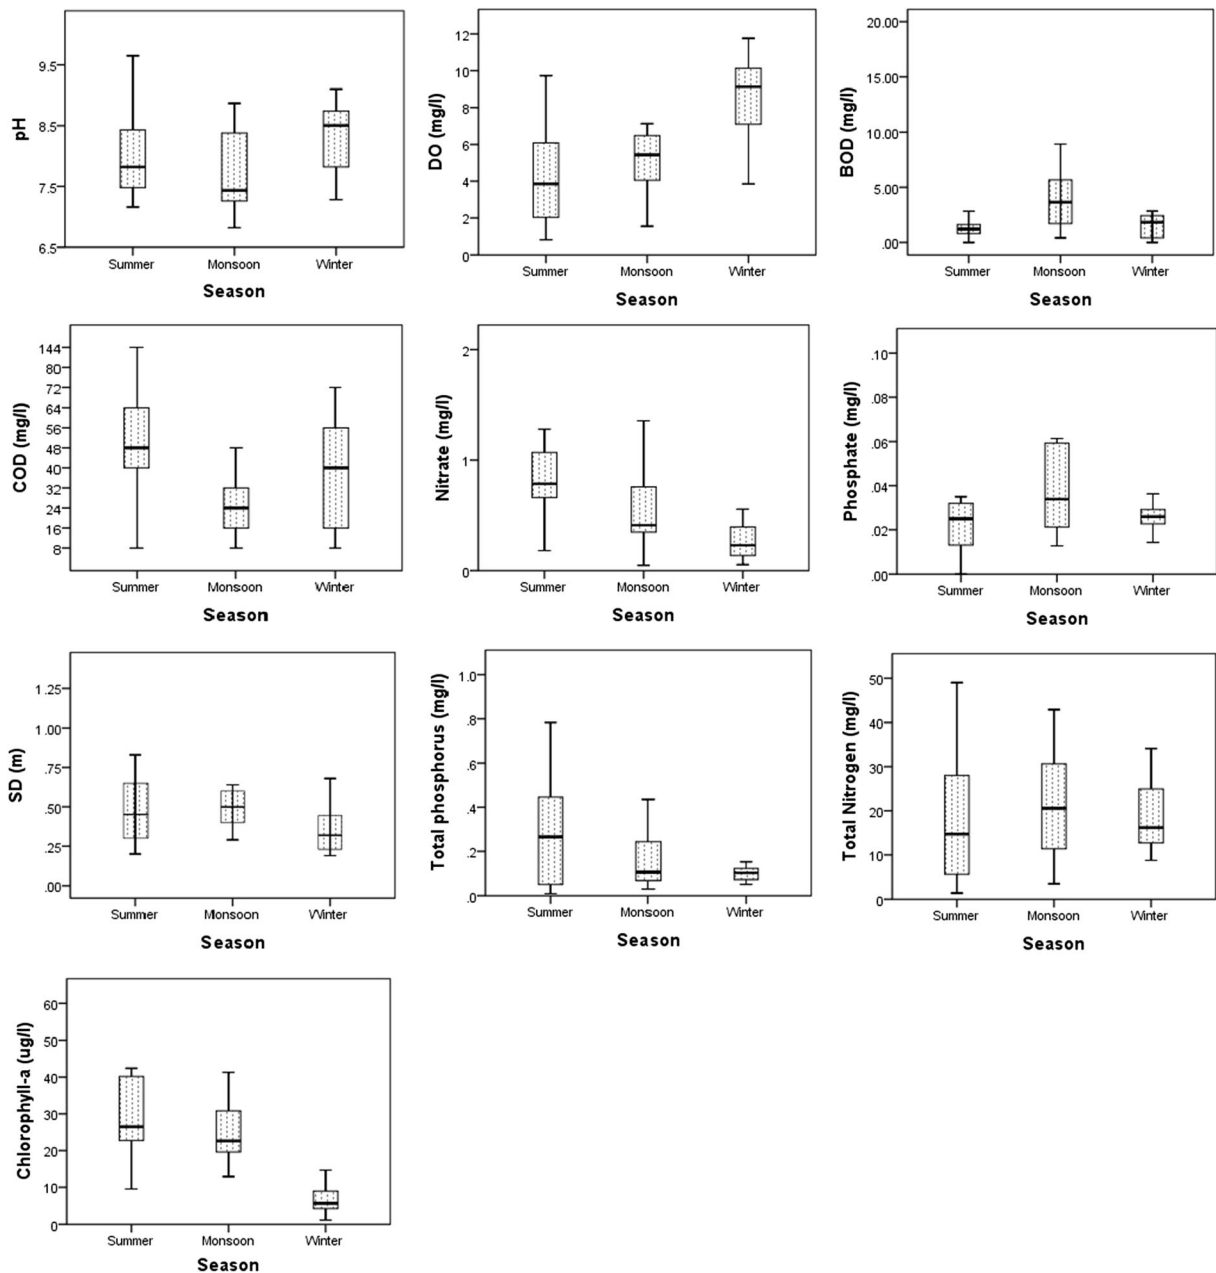 pH
9.5
8.5
7.5
6.5
Summer Monsoon Winter
Season
DO (mg/l)
12
10
8
6
4
2
0
Summer Monsoon Winter
Season
BOD (mg/l)
20.00
15.00
10.00
5.00
.00
Summer Monsoon Winter
Season
COD (mg/l)
144
80
72
64
56
48
40
32
24
16
8
Summer Monsoon Winter
Season
Nitrate (mg/l)
2
1
0
Summer Monsoon Winter
Season
Phosphate (mg/l)
.10
.08
.06
.04
.02
.00
Summer Monsoon Winter
Season
SD (m)
1.25
1.00
.75
.50
.25
.00
Summer Monsoon Winter
Season
Total phosphorus (mg/l)
1.0
.8
.6
.4
.2
.0
Summer Monsoon Winter
Season
Total Nitrogen (mg/l)
50
40
30
20
10
0
Summer Monsoon Winter
Season
Chlorophyll-a (ug/l)
60
50
40
30
20
10
0
Summer Monsoon Winter
Season